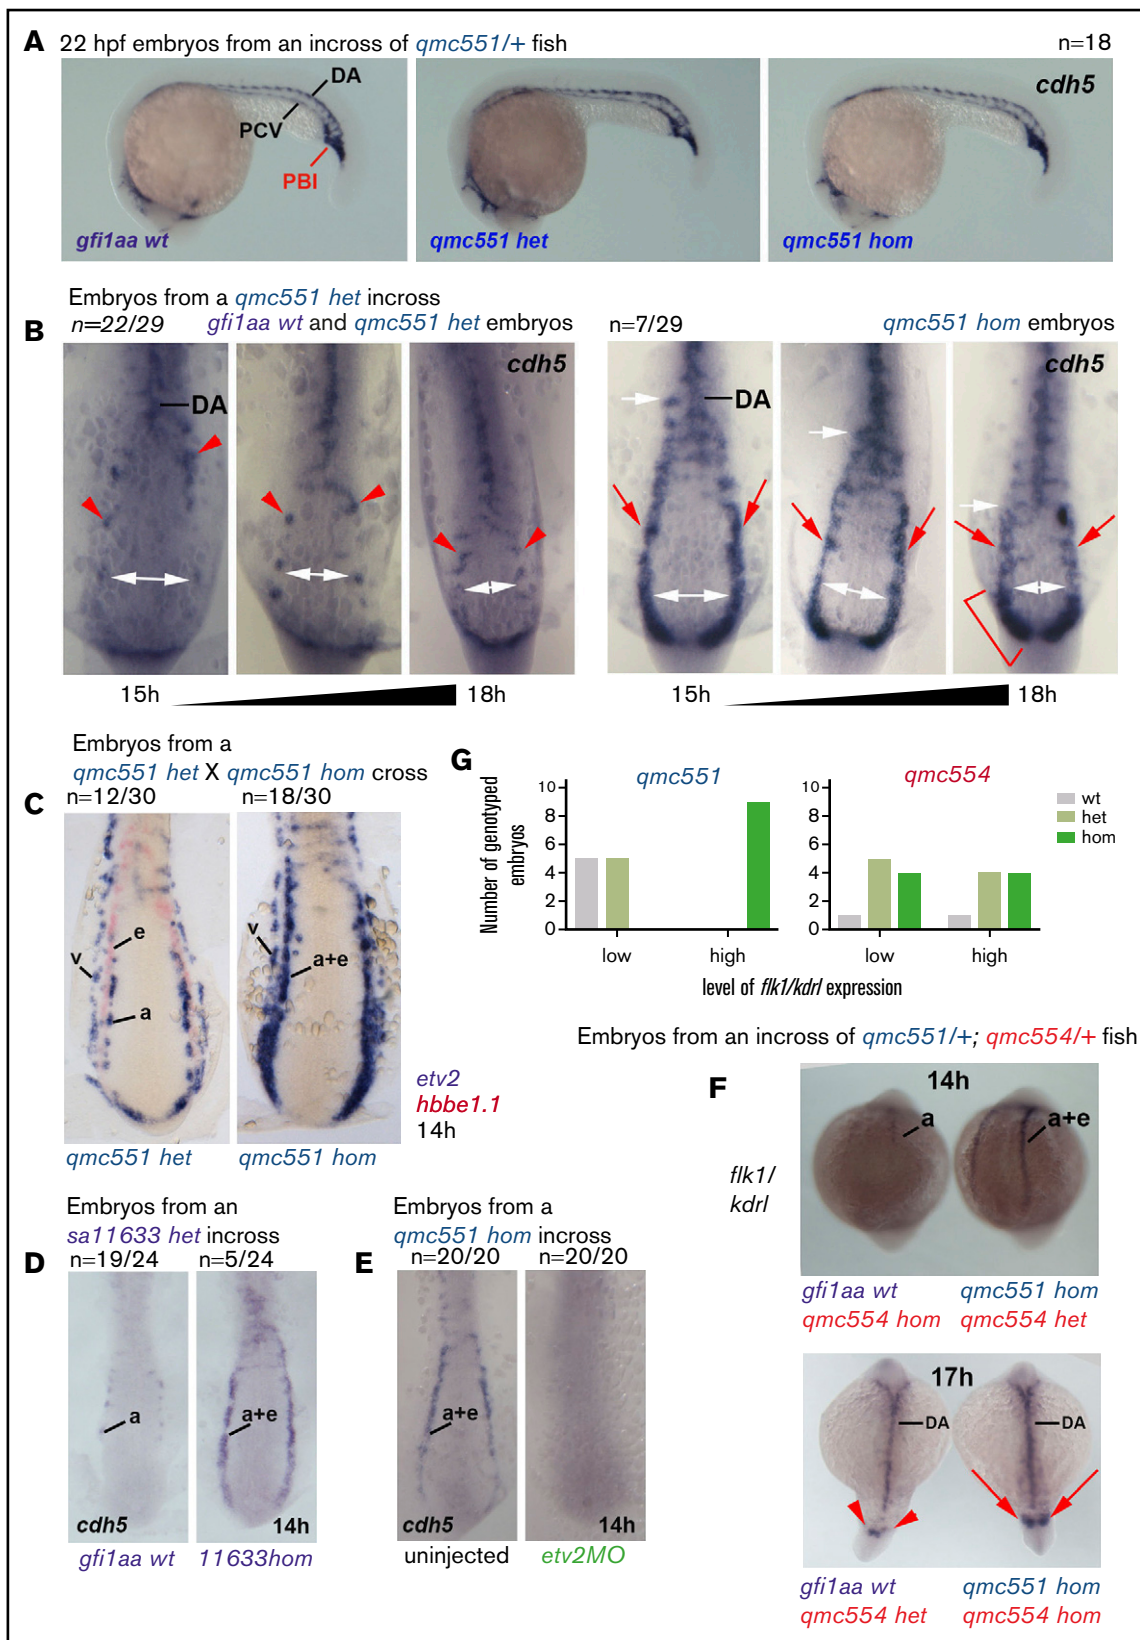 A 22 hpf embryos from an incross of qmc551/+ fish n=18
DA
PCV
PBI
cdh5
gfi1aa wt
qmc551 het
qmc551 hom
Embryos from a qmc551 het incross
B n=22/29 gfi1aa wt and qmc551 het embryos n=7/29 qmc551 hom embryos
cdh5
cdh5
DA
DA
15h 18h 15h 18h
Embryos from a
qmc551 het X qmc551 hom cross
C n=12/30 n=18/30
e
v
a
v
a+e
etv2
hbbe1.1
14h
qmc551 het
qmc551 hom
G
qmc551
qmc554
10
8
6
4
2
0
10
8
6
4
2
0
Number of genotyped
embryos
wt
het
hom
low high low high
level of flk1/kdrl expression
Embryos from an incross of qmc551/+; qmc554/+ fish
F
14h
a
a+e
flk1/
kdrl
gfi1aa wt
qmc554 hom
qmc551 hom
qmc554 het
17h
DA
DA
gfi1aa wt
qmc554 het
qmc551 hom
qmc554 hom
Embryos from an
sa11633 het incross
D n=19/24 n=5/24
a
a+e
cdh5
14h
gfi1aa wt
11633hom
Embryos from a
qmc551 hom incross
E n=20/20 n=20/20
a+e
cdh5
14h
uninjected
etv2MO